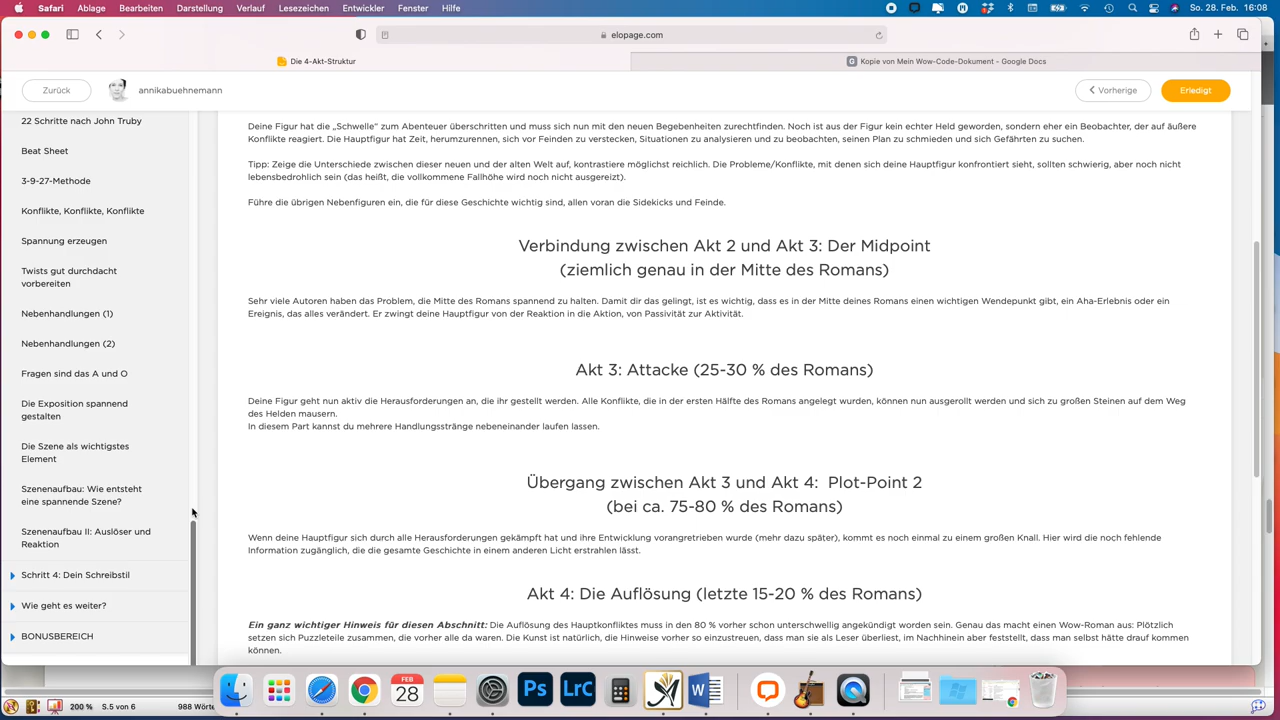 Safari Ablage Bearbeiten Darstellung Verlauf Lesezeichen Entwickler Fenster Hilfe
So. 28. Feb. 16:08
elopage.com
Die 4-Akt-Struktur
Kopie von Mein Wow-Code-Dokument - Google Docs
Zurück
annikabuehnemann
Vorherige
Erledigt
22 Schritte nach John Truby
Beat Sheet
3-9-27-Methode
Konflikte, Konflikte, Konflikte
Spannung erzeugen
Twists gut durchdacht
vorbereiten
Nebenhandlungen (1)
Nebenhandlungen (2)
Fragen sind das A und O
Die Exposition spannend
gestalten
Die Szene als wichtigstes
Element
Szenenaufbau: Wie entsteht
eine spannende Szene?
Szenenaufbau II: Auslöser und
Reaktion
Schritt 4: Dein Schreibstil
Wie geht es weiter?
BONUSBEREICH
Deine Figur hat die „Schwelle“ zum Abenteuer überschritten und muss sich nun mit den neuen Begebenheiten zurechtfinden. Noch ist aus der Figur kein echter Held geworden, sondern eher ein Beobachter, der auf äußere
Konflikte reagiert. Die Hauptfigur hat Zeit, herumzurennen, sich vor Feinden zu verstecken, Situationen zu analysieren und zu beobachten, seinen Plan zu schmieden und sich Gefährten zu suchen.
Tipp: Zeige die Unterschiede zwischen dieser neuen und der alten Welt auf, kontrastiere möglichst reichlich. Die Probleme/Konflikte, mit denen sich deine Hauptfigur konfrontiert sieht, sollten schwierig, aber noch nicht
lebensbedrohlich sein (das heißt, die vollkommene Fallhöhe wird noch nicht ausgereizt).
Führe die übrigen Nebenfiguren ein, die für diese Geschichte wichtig sind, allen voran die Sidekicks und Feinde.
Verbindung zwischen Akt 2 und Akt 3: Der Midpoint
(ziemlich genau in der Mitte des Romans)
Sehr viele Autoren haben das Problem, die Mitte des Romans spannend zu halten. Damit dir das gelingt, ist es wichtig, dass es in der Mitte deines Romans einen wichtigen Wendepunkt gibt, ein Aha-Erlebnis oder ein
Ereignis, das alles verändert. Er zwingt deine Hauptfigur von der Reaktion in die Aktion, von Passivität zur Aktivität.
Akt 3: Attacke (25-30 % des Romans)
Deine Figur geht nun aktiv die Herausforderungen an, die ihr gestellt werden. Alle Konflikte, die in der ersten Hälfte des Romans angelegt wurden, können nun ausgerollt werden und sich zu großen Steinen auf dem Weg
des Helden mausern.
In diesem Part kannst du mehrere Handlungsstränge nebeneinander laufen lassen.
Übergang zwischen Akt 3 und Akt 4: Plot-Point 2
(bei ca. 75-80 % des Romans)
Wenn deine Hauptfigur sich durch alle Herausforderungen gekämpft hat und ihre Entwicklung vorangetrieben wurde (mehr dazu später), kommt es noch einmal zu einem großen Knall. Hier wird die noch fehlende
Information zugänglich, die die gesamte Geschichte in einem anderen Licht erstrahlen lässt.
Akt 4: Die Auflösung (letzte 15-20 % des Romans)
Ein ganz wichtiger Hinweis für diesen Abschnitt: Die Auflösung des Hauptkonfliktes muss in den 80 % vorher schon unterschwellig angekündigt worden sein. Genau das macht einen Wow-Roman aus: Plötzlich
setzen sich Puzzleteile zusammen, die vorher alle da waren. Die Kunst ist natürlich, die Hinweise vorher so einzustreuen, dass man sie als Leser überliest, im Nachhinein aber feststellt, dass man selbst hätte drauf kommen
können.
200 % S.5 von 6 988 Wörte
FEB
28
Ps
LrC
W